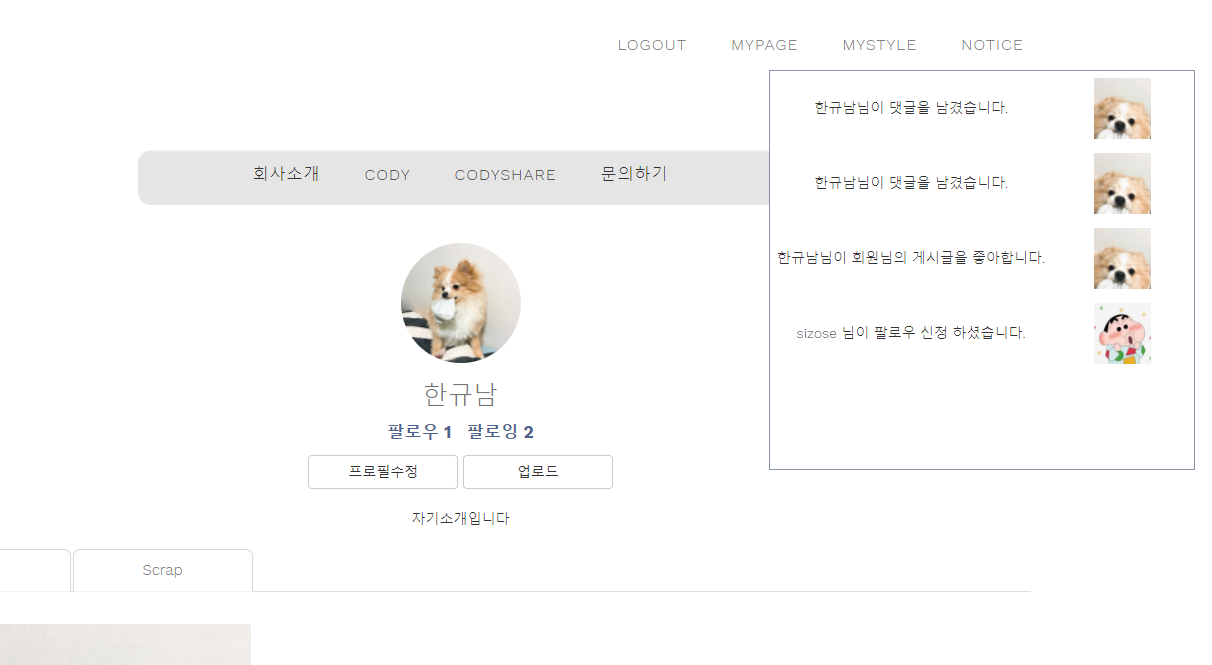 LOGOUT MYPAGE MYSTYLE NOTICE
한규남님이 댓글을 남겼습니다.
한규남님이 댓글을 남겼습니다.
한규남님이 회원님의 게시글을 좋아합니다.
sizose 님이 팔로우 신청 하셨습니다.
회사소개 CODY CODYSHARE 문의하기
한규남
팔로우 1 팔로잉 2
프로필수정 업로드
자기소개입니다
Scrap